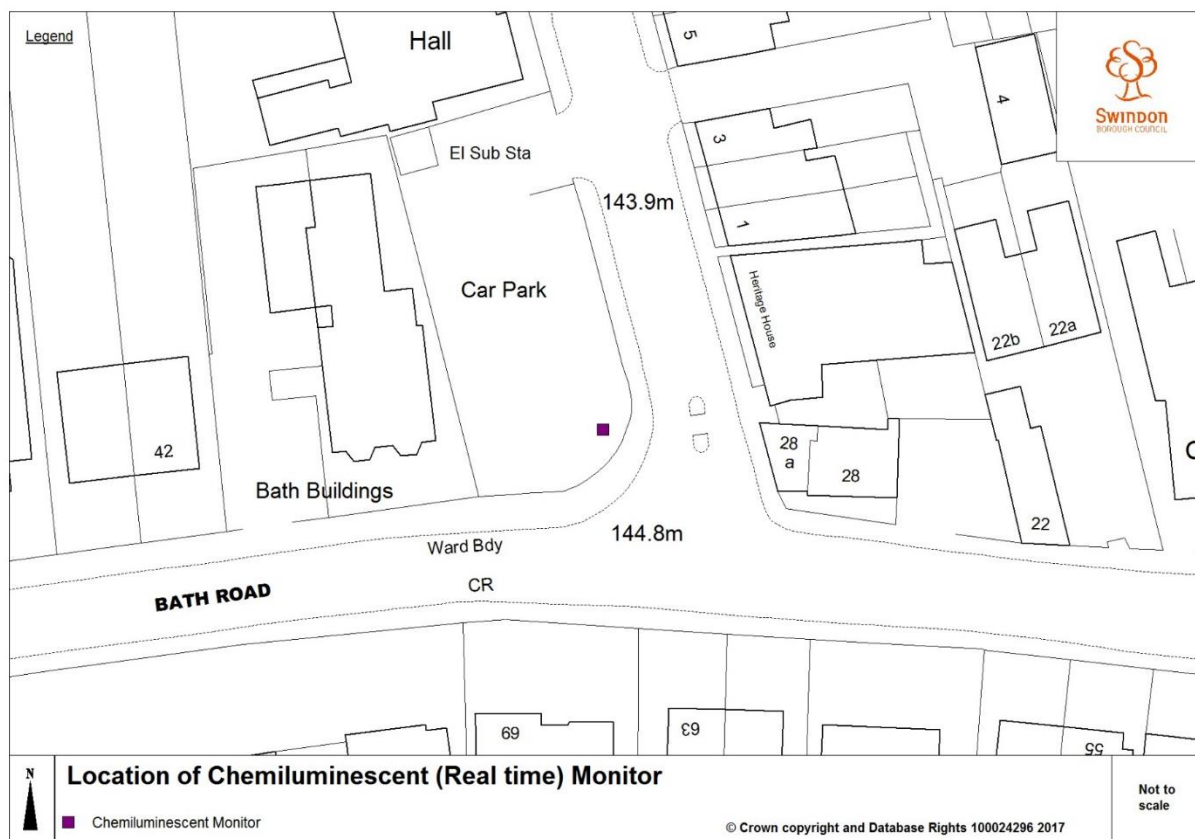 Legend
Hall
5
4
Swindon
BOROUGH COUNCIL
El Sub Sta
3
143.9m
1
Car Park
Heritage House
22b
22a
42
28
a
28
Bath Buildings
22
144.8m
Ward Bdy
BATH ROAD
CR
69
63
55
N
Location of Chemiluminescent (Real time) Monitor
Chemiluminescent Monitor
© Crown copyright and Database Rights 100024296 2017
Not to
scale